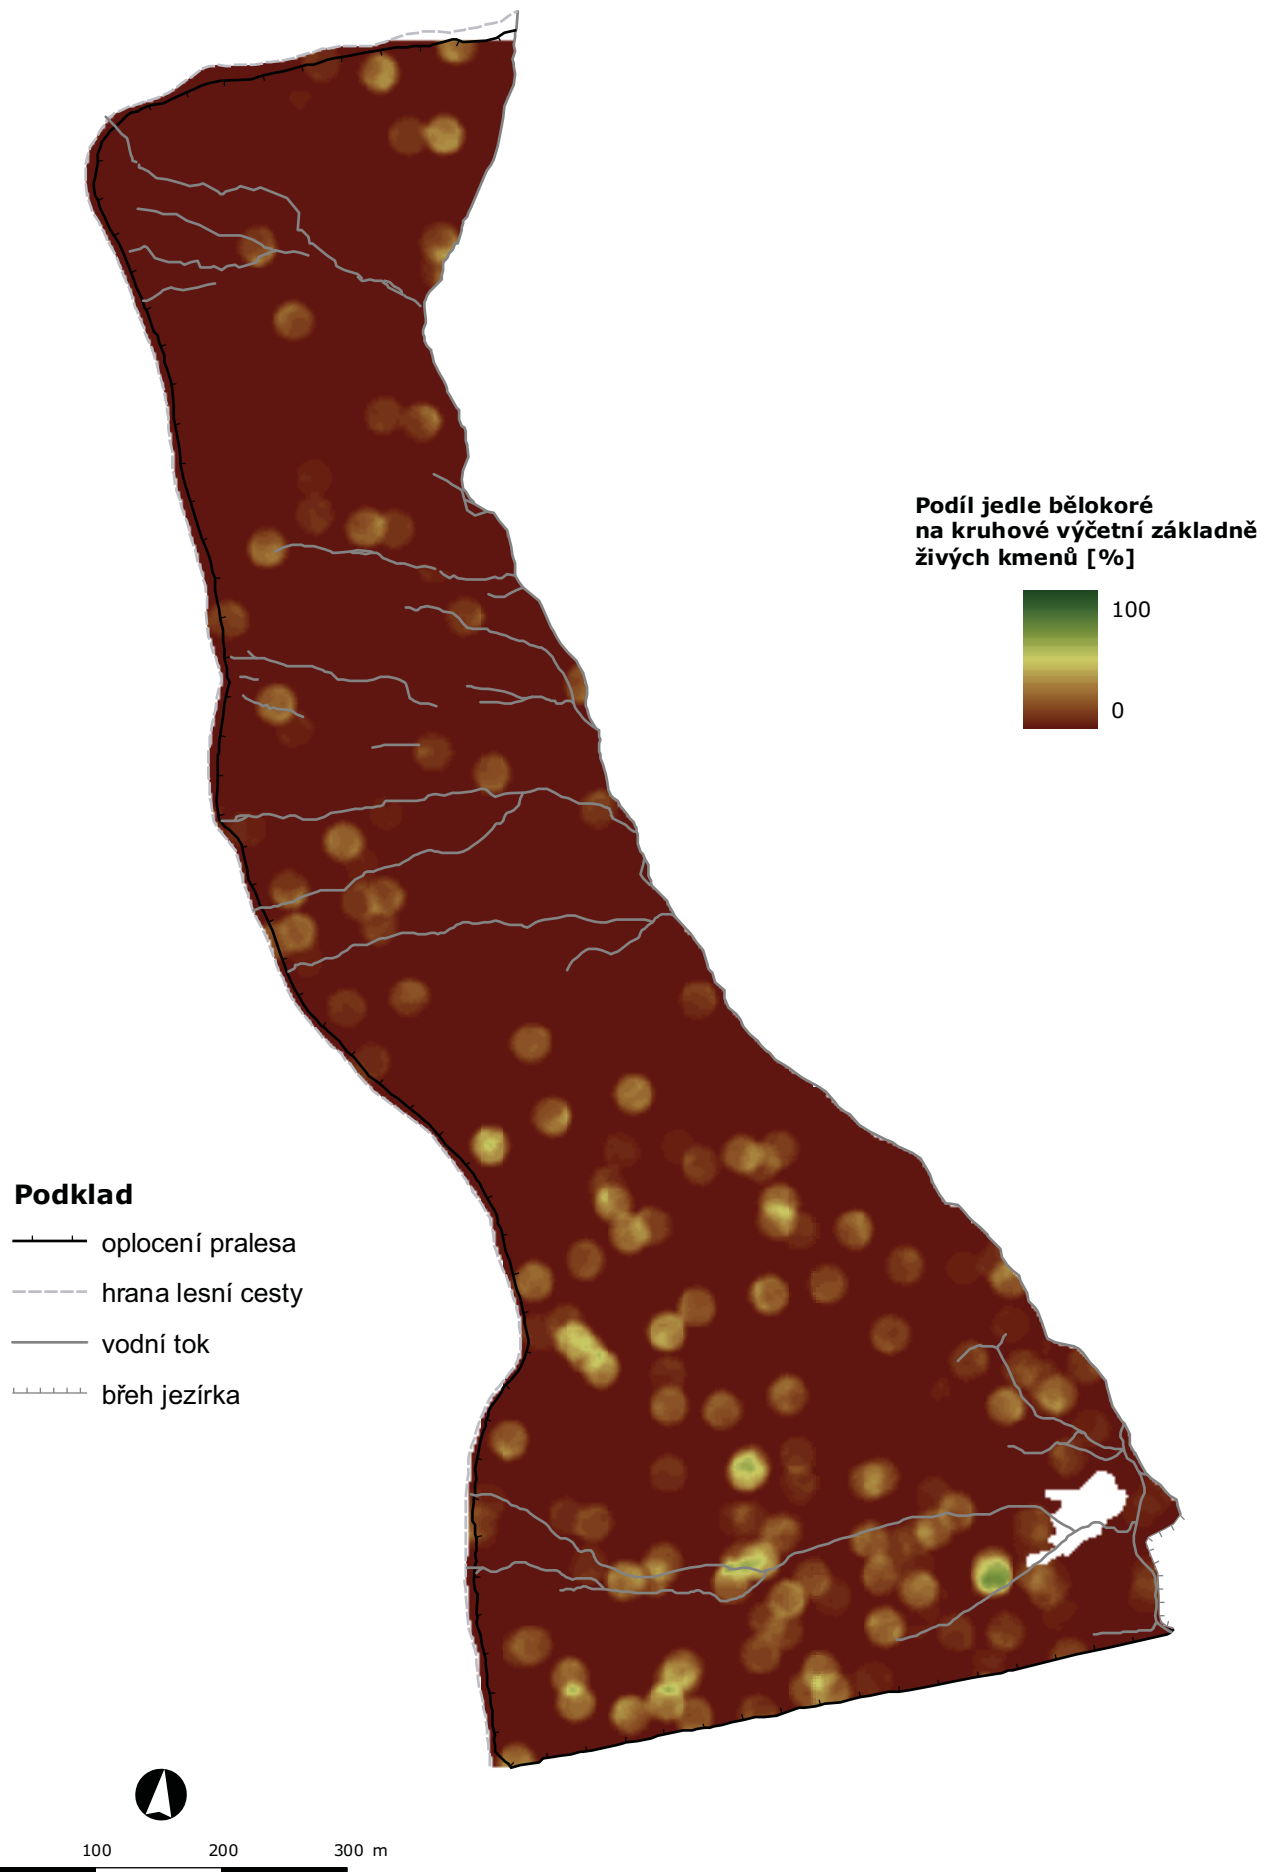 Podíl jedle bělokoré
na kruhové výčetní základně
živých kmenů [%]
100
0
Podklad
oplocení pralesa
hrana lesní cesty
vodní tok
břeh jezírka
100 200 300 m